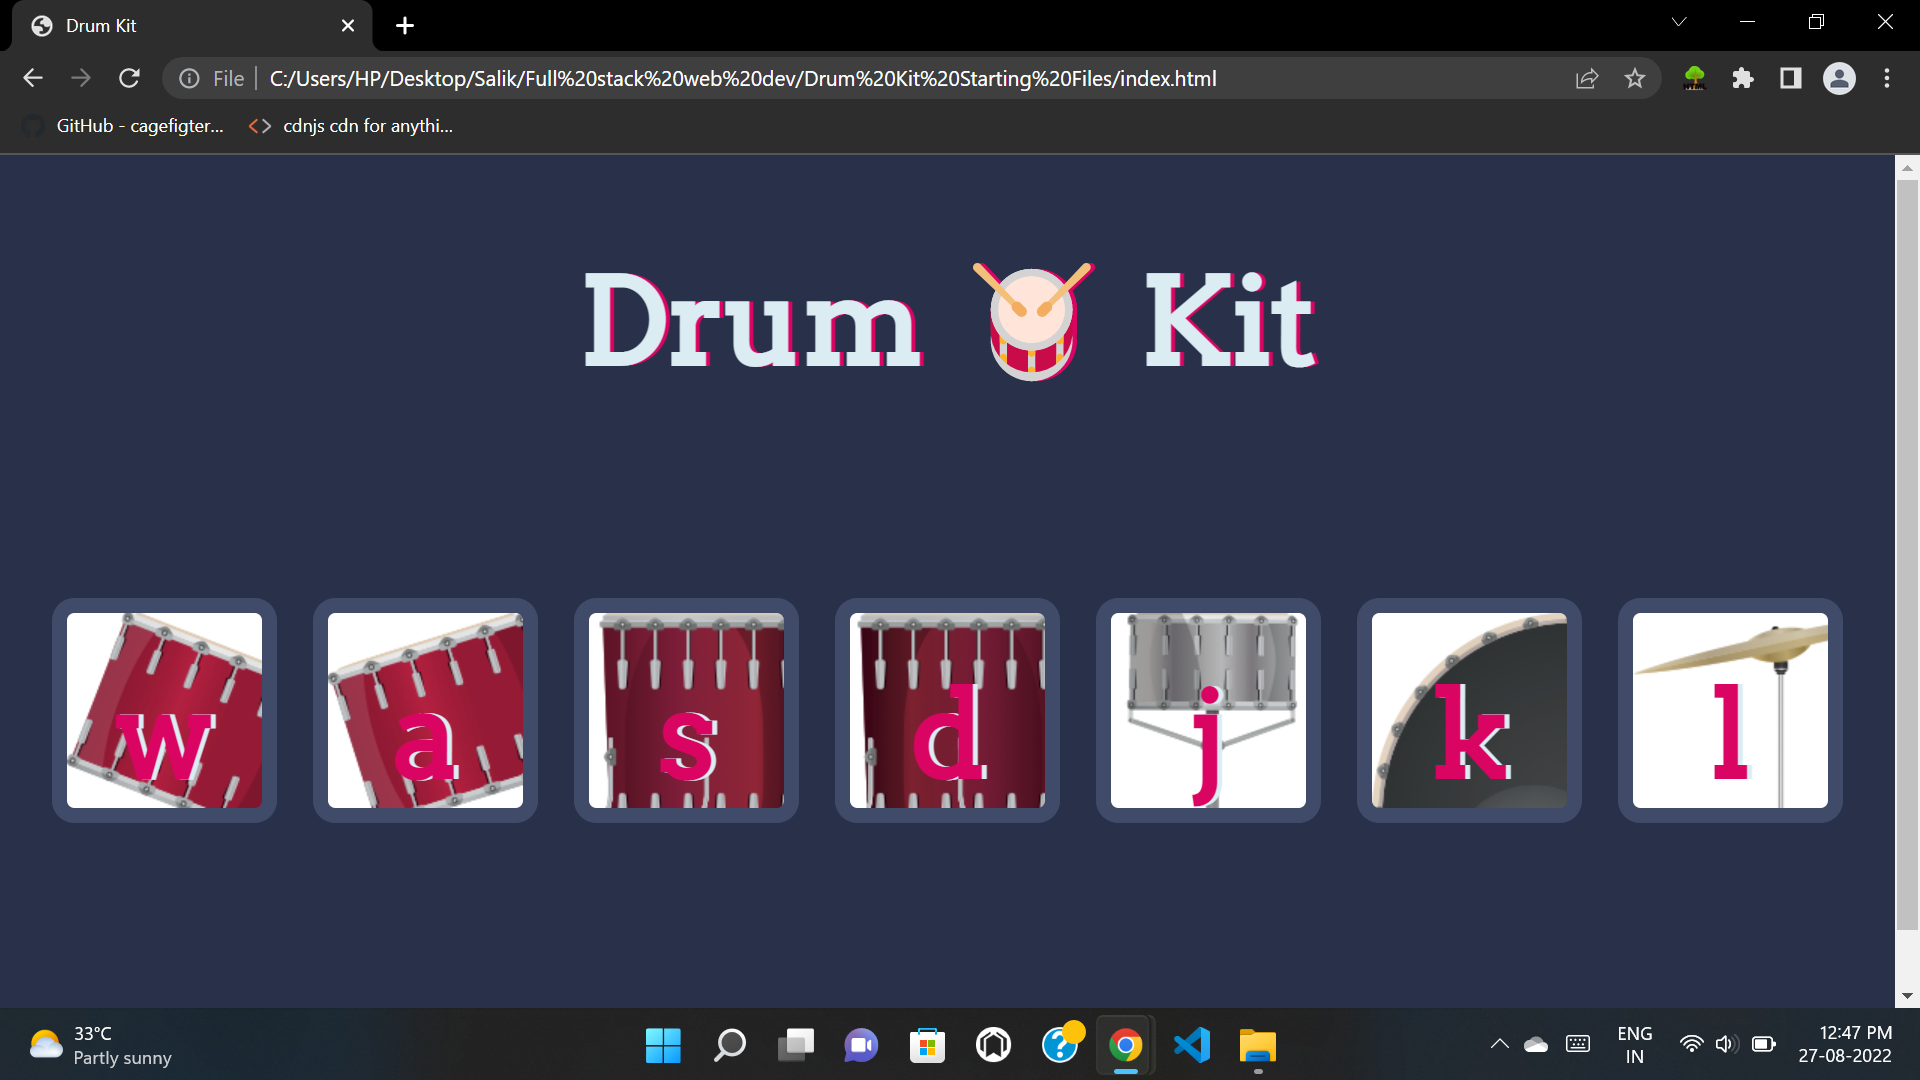 Drum Kit
File
C:/Users/HP/Desktop/Salik/Full%20stack%20web%20dev/Drum%20Kit%20Starting%20Files/index.html
GitHub - cagefigter...
cdnjs cdn for anythi...
Drum 🥁 Kit
w a s d j k l
33°C
Partly sunny
ENG
IN
12:47 PM
27-08-2022